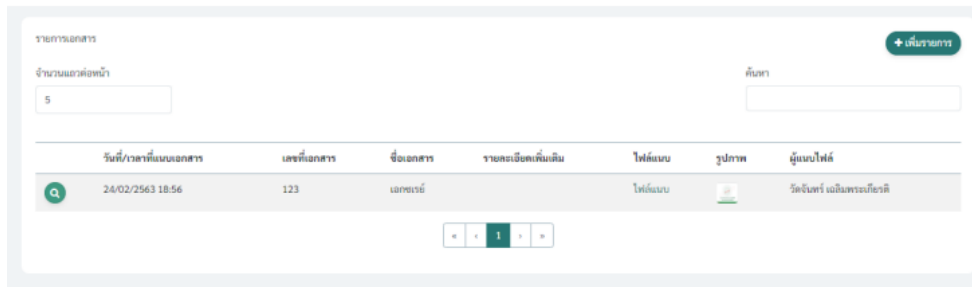 รายการเอกสาร
+ เพิ่มรายการ
จำนวนแถวต่อหน้า
ค้นหา
5
วันที่/เวลาที่แนบเอกสาร เลขที่เอกสาร ชื่อเอกสาร รายละเอียดเพิ่มเติม ไฟล์แนบ รูปภาพ ผู้แนบไฟล์
24/02/2563 18:56 123 เอกซเรย์ ไฟล์แนบ วัดจันทร์ เฉลิมพระเกียรติ
« ‹ 1 › »